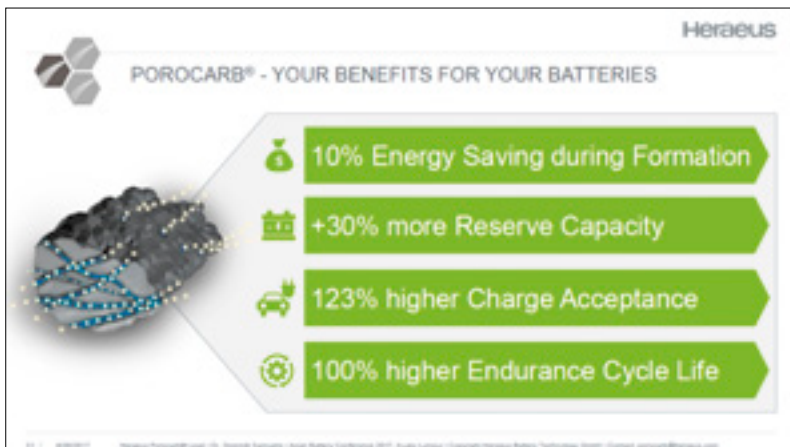 Heraeus
POROCARB® - YOUR BENEFITS FOR YOUR BATTERIES
10% Energy Saving during Formation
+30% more Reserve Capacity
123% higher Charge Acceptance
100% higher Endurance Cycle Life